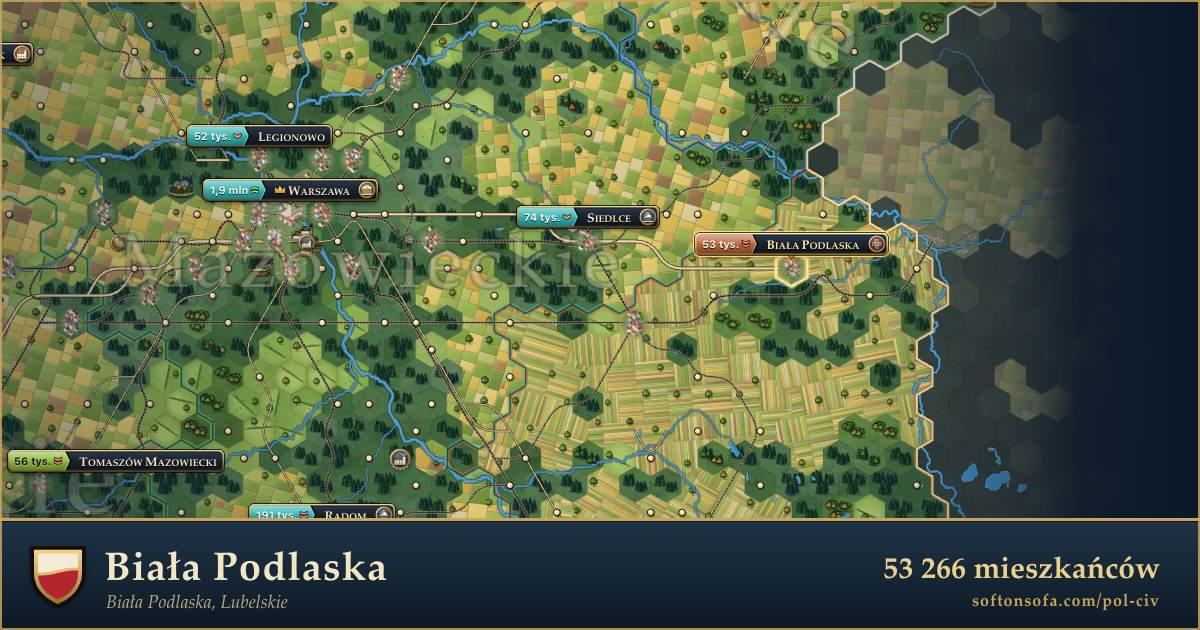 52 tys. Legionowo
1,9 mln Warszawa
74 tys. Siedlce
53 tys. Biała Podlaska
Mazowieckie
56 tys. Tomaszów Mazowiecki
191 tys. Radom
ie
Biała Podlaska
Biała Podlaska, Lubelskie
53 266 mieszkańców
softonsofa.com/pol-civ